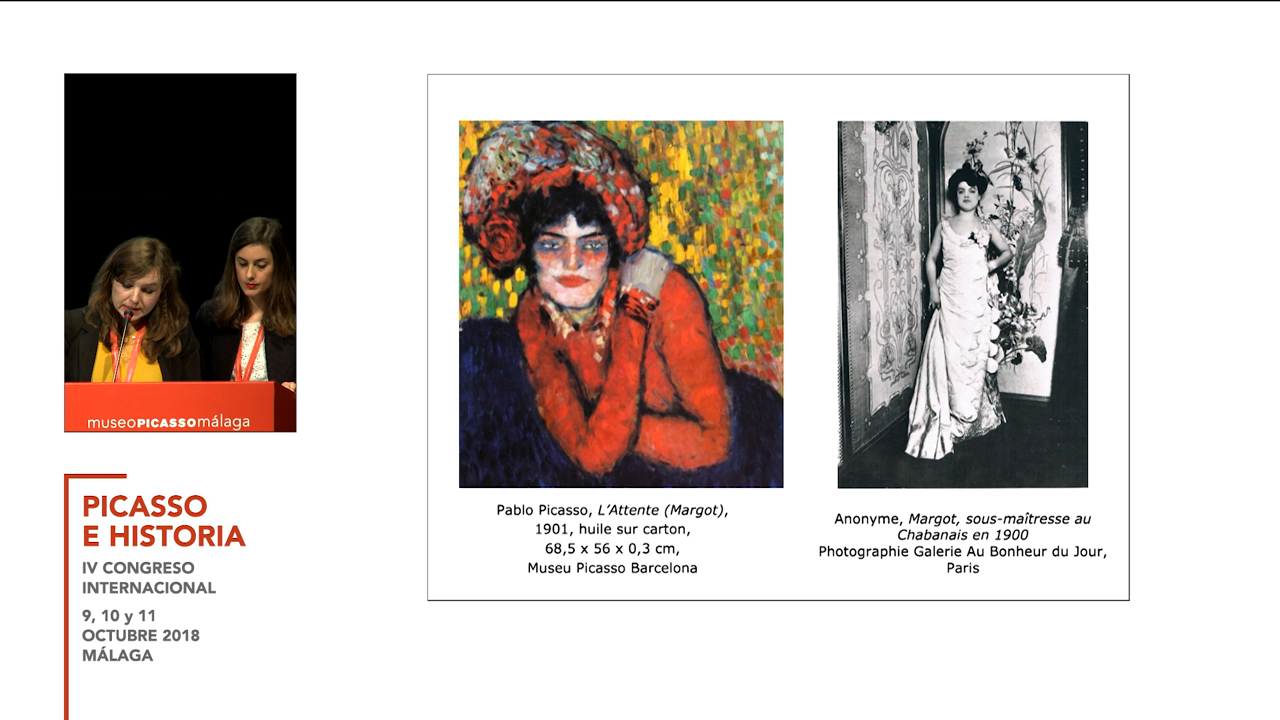 museoPICASSOmálaga
PICASSO
E HISTORIA
IV CONGRESO
INTERNACIONAL
9, 10 y 11
OCTUBRE 2018
MÁLAGA
Pablo Picasso, L'Attente (Margot),
1901, huile sur carton,
68,5 x 56 x 0,3 cm,
Museu Picasso Barcelona
Anonyme, Margot, sous-maîtresse au
Chabanais en 1900
Photographie Galerie Au Bonheur du Jour,
Paris